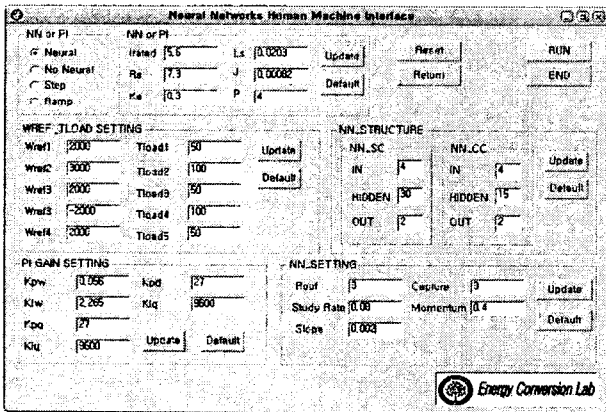 Neural Networks Human Machine Interface
NN or PI
Neural
No Neural
Step
Ramp
NN or PI
Irated 5,6
Ra 7,3
Ke 0,3
Ls 0,0203
J 0,00082
P 4
Update
Default
Reset
Return
RUN
END
WREF_TLOAD SETTING
Wref1 2000
Wref2 3000
Wref3 2000
Wref3 -2000
Wref4 2000
Tload1 50
Tload2 100
Tload3 50
Tload4 100
Tload5 50
Update
Default
NN_STRUCTURE
NN_SC
IN 4
HIDDEN 30
OUT 2
NN_CC
IN 4
HIDDEN 15
OUT 2
Update
Default
PI GAIN SETTING
Kpw 0,056
Kiw 2,265
Kpq 27
Kiq 9600
Kpd 27
Kiq 9600
Update
Default
NN_SETTING
Rouf 3
Study Rate 0.08
Slope 0.003
Capture 3
Momentum 0.4
Update
Default
Energy Conversion Lab